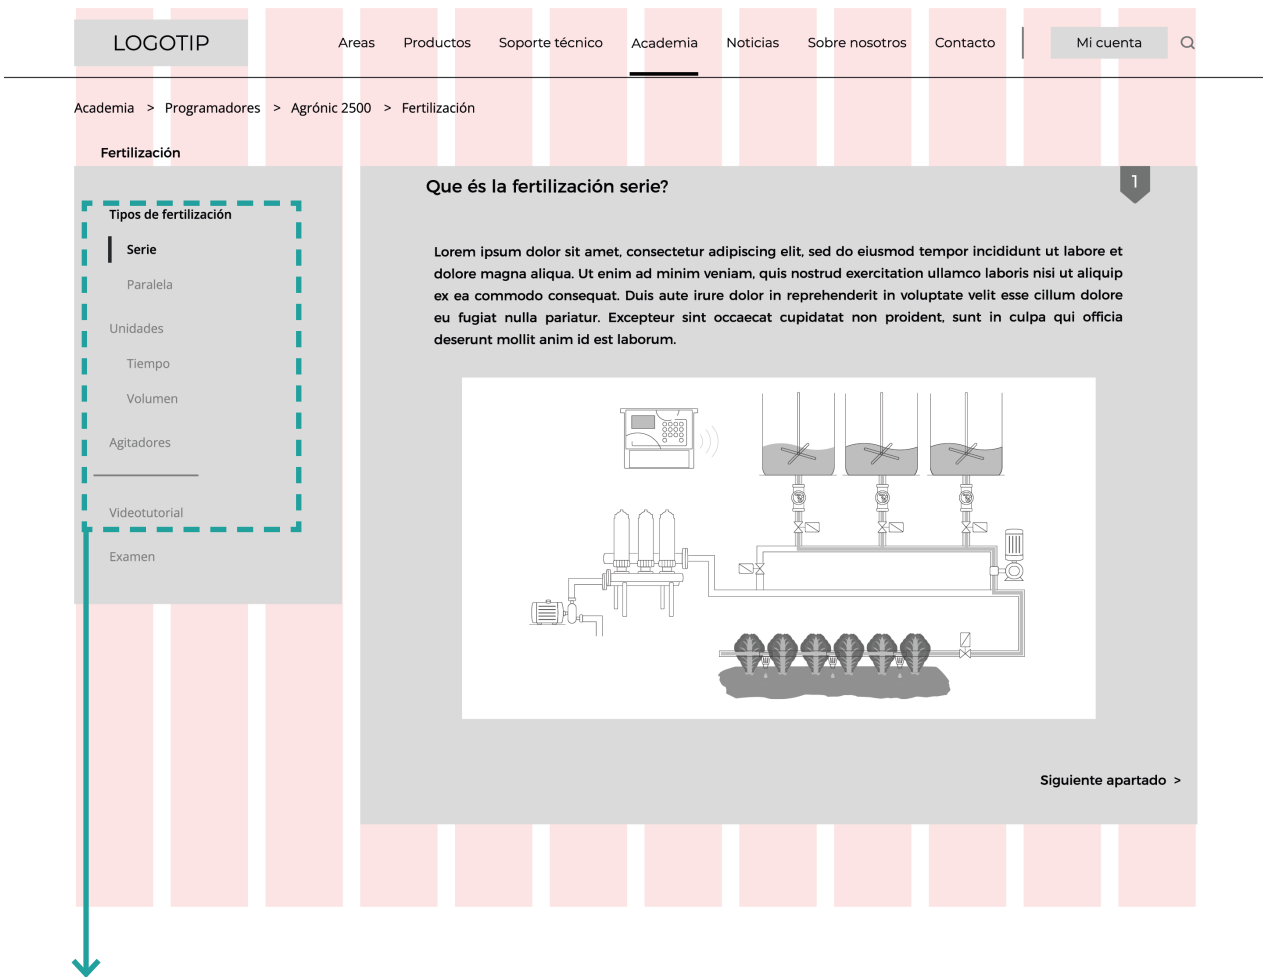 LOGOTIP
Areas Productos Soporte técnico Academia Noticias Sobre nosotros Contacto Mi cuenta
Academia > Programadores > Agrónic 2500 > Fertilización
Fertilización
Tipos de fertilización
Serie
Paralela
Unidades
Tiempo
Volumen
Agitadores
Videotutorial
Examen
Que és la fertilización serie?
1
Lorem ipsum dolor sit amet, consectetur adipiscing elit, sed do eiusmod tempor incididunt ut labore et
dolore magna aliqua. Ut enim ad minim veniam, quis nostrud exercitation ullamco laboris nisi ut aliquip
ex ea commodo consequat. Duis aute irure dolor in reprehenderit in voluptate velit esse cillum dolore
eu fugiat nulla pariatur. Excepteur sint occaecat cupidatat non proident, sunt in culpa qui officia
deserunt mollit anim id est laborum.
Siguiente apartado >